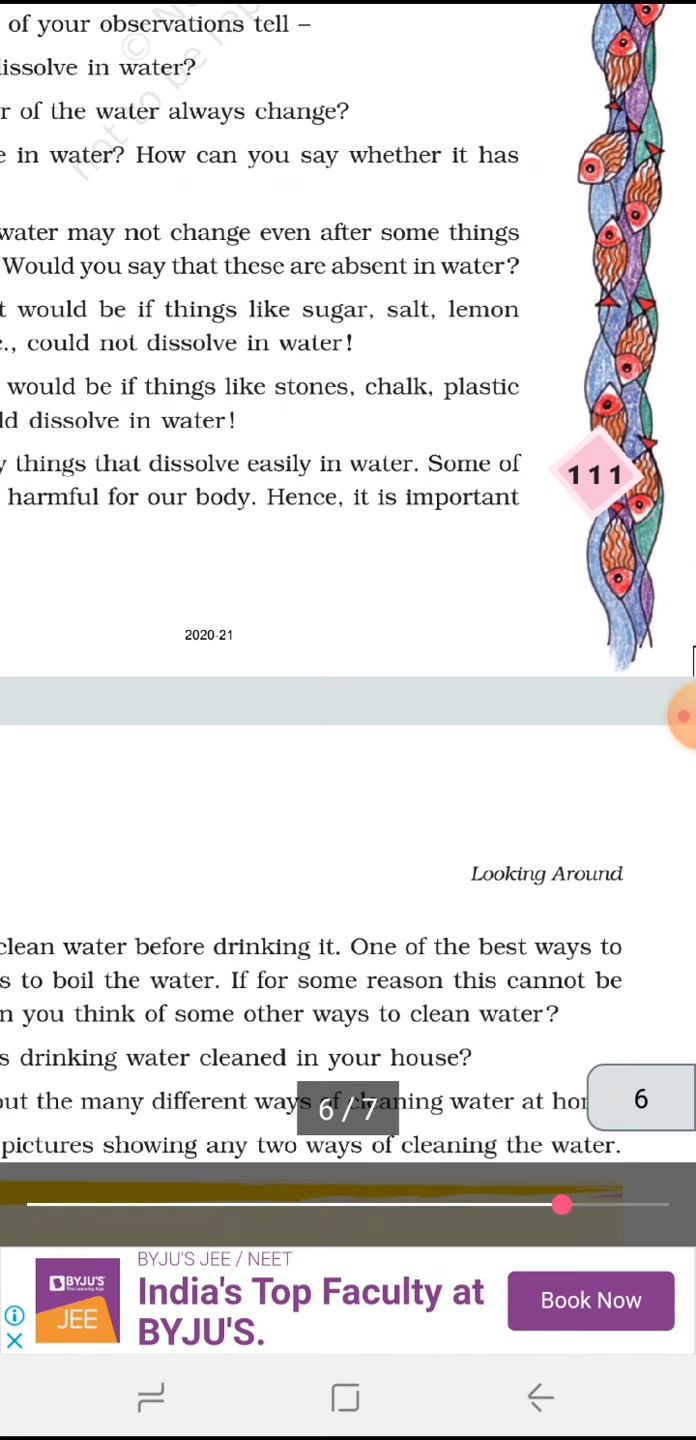 of your observations tell –
dissolve in water?
r of the water always change?
e in water? How can you say whether it has
water may not change even after some things
Would you say that these are absent in water?
t would be if things like sugar, salt, lemon
c., could not dissolve in water!
would be if things like stones, chalk, plastic
ld dissolve in water!
y things that dissolve easily in water. Some of
harmful for our body. Hence, it is important
111
2020-21
Looking Around
clean water before drinking it. One of the best ways to
s to boil the water. If for some reason this cannot be
n you think of some other ways to clean water?
s drinking water cleaned in your house?
out the many different ways of cleaning water at hor
6 / 7
6
pictures showing any two ways of cleaning the water.
BYJU'S JEE / NEET
BYJU'S
The Learning App
JEE
India's Top Faculty at
BYJU'S.
Book Now